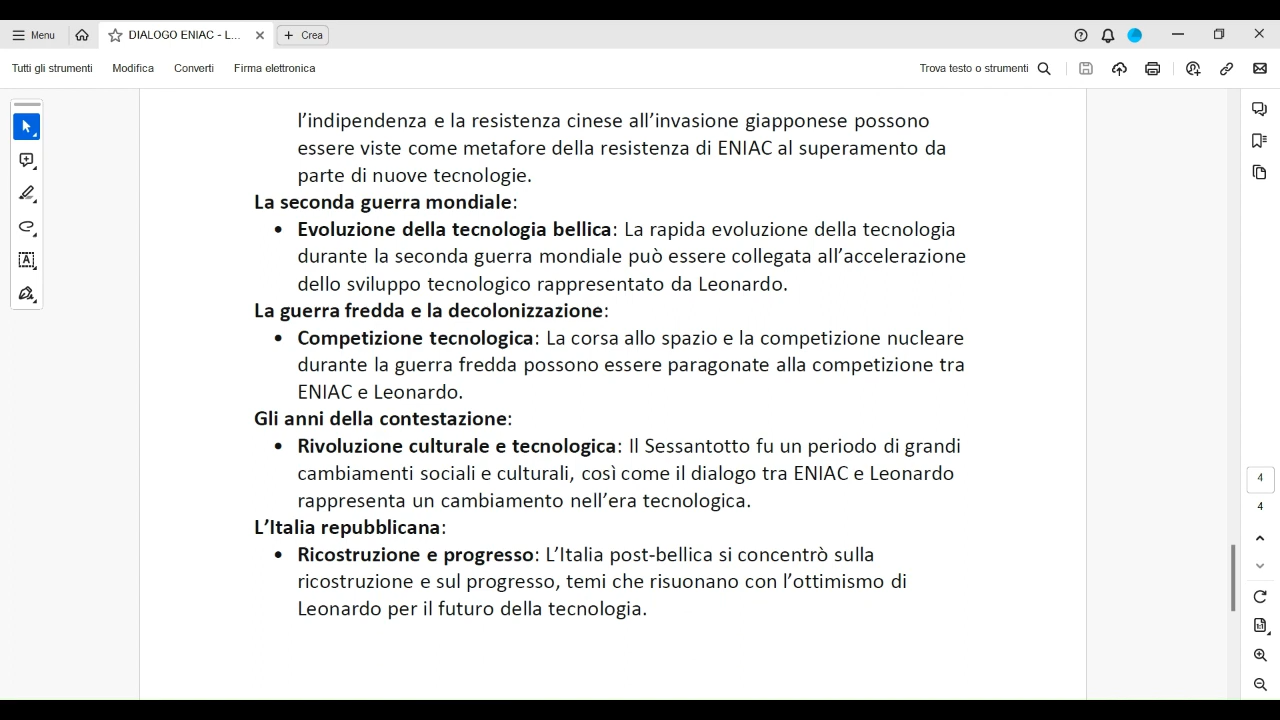 Menu
DIALOGO ENIAC - L...
Crea
Tutti gli strumenti Modifica Converti Firma elettronica
Trova testo o strumenti
l'indipendenza e la resistenza cinese all'invasione giapponese possono
essere viste come metafore della resistenza di ENIAC al superamento da
parte di nuove tecnologie.
La seconda guerra mondiale:
• Evoluzione della tecnologia bellica: La rapida evoluzione della tecnologia
durante la seconda guerra mondiale può essere collegata all'accelerazione
dello sviluppo tecnologico rappresentato da Leonardo.
La guerra fredda e la decolonizzazione:
• Competizione tecnologica: La corsa allo spazio e la competizione nucleare
durante la guerra fredda possono essere paragonate alla competizione tra
ENIAC e Leonardo.
Gli anni della contestazione:
• Rivoluzione culturale e tecnologica: Il Sessantotto fu un periodo di grandi
cambiamenti sociali e culturali, così come il dialogo tra ENIAC e Leonardo
rappresenta un cambiamento nell'era tecnologica.
L'Italia repubblicana:
• Ricostruzione e progresso: L'Italia post-bellica si concentrò sulla
ricostruzione e sul progresso, temi che risuonano con l'ottimismo di
Leonardo per il futuro della tecnologia.
4
4